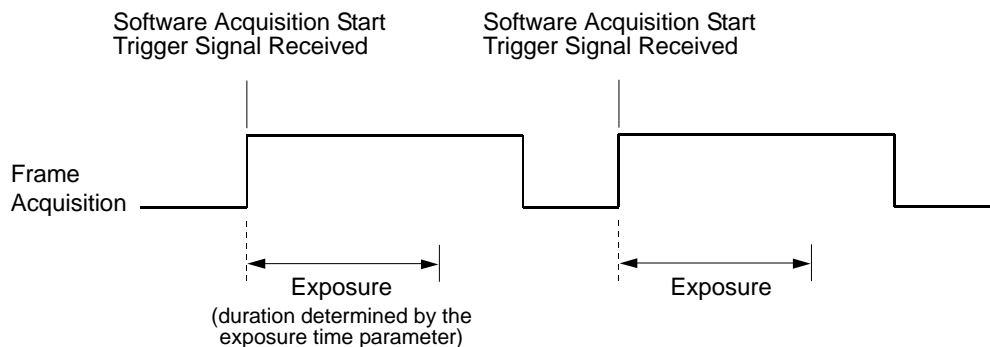 Software Acquisition Start
Trigger Signal Received
Software Acquisition Start
Trigger Signal Received
Frame
Acquisition
Exposure
(duration determined by the
exposure time parameter)
Exposure